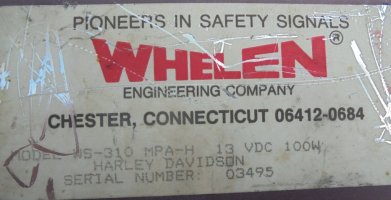 PIONEERS IN SAFETY SIGNALS
WHELEN®
ENGINEERING COMPANY
CHESTER, CONNECTICUT 06412-0684
MODEL WS-310 MPA-H 13 VDC 100W
HARLEY DAVIDSON
SERIAL NUMBER: 03495